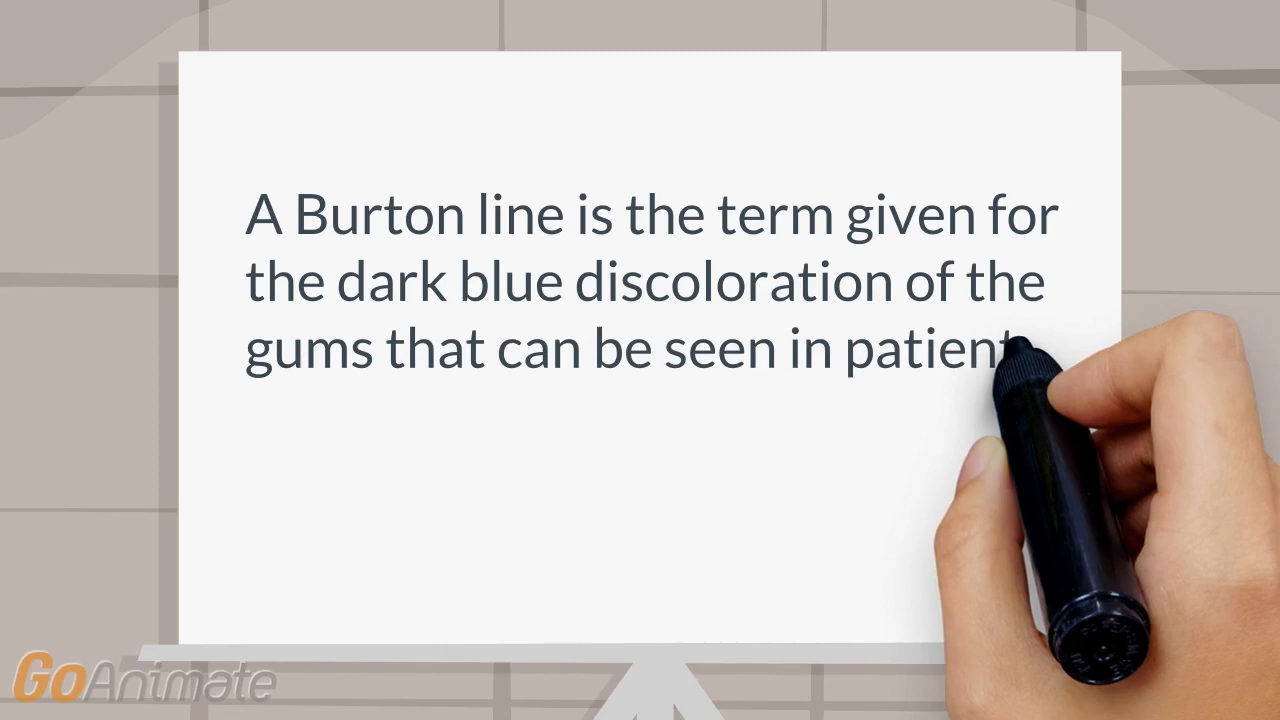 A Burton line is the term given for
the dark blue discoloration of the
gums that can be seen in patient
GoAnimate